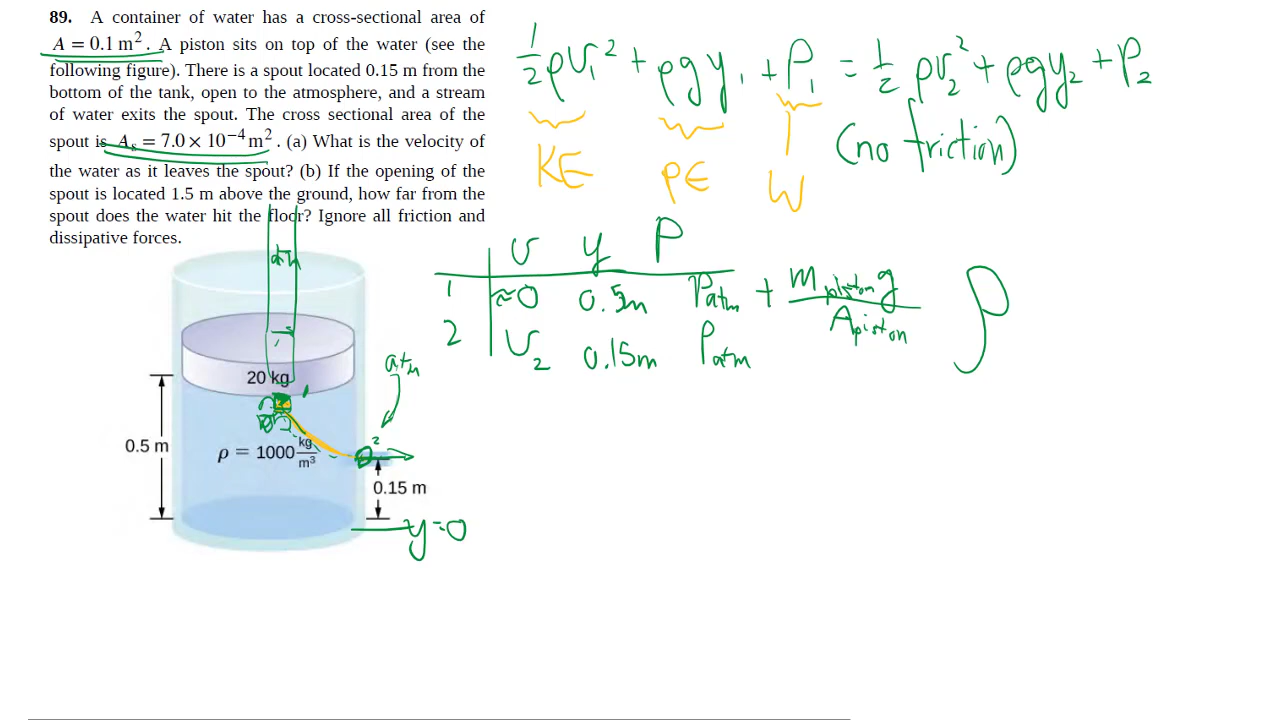 89. A container of water has a cross-sectional area of
A = 0.1 m². A piston sits on top of the water (see the
following figure). There is a spout located 0.15 m from the
bottom of the tank, open to the atmosphere, and a stream
of water exits the spout. The cross sectional area of the
spout is Aₛ = 7.0 × 10⁻⁴ m². (a) What is the velocity of
the water as it leaves the spout? (b) If the opening of the
spout is located 1.5 m above the ground, how far from the
spout does the water hit the floor? Ignore all friction and
dissipative forces.
½ρv₁² + ρgy₁ + P₁ = ½ρv₂² + ρgy₂ + P₂
KE PE W
(no friction)
v y P
1 ≈0 0.5m Patm + m piston g / A piston
2 v₂ 0.15m Patm
ρ
atm
20 kg
1
2
0.5 m
ρ = 1000 kg/m³
0.15 m
y=0